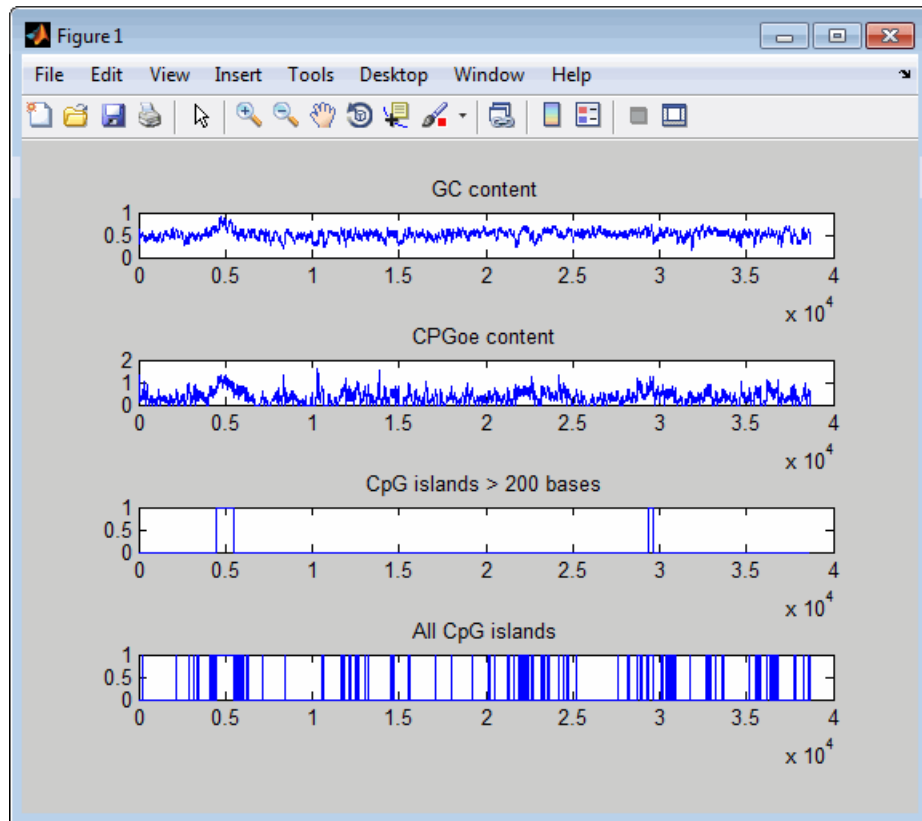 Figure 1
File Edit View Insert Tools Desktop Window Help
GC content
1
0.5
0
0 0.5 1 1.5 2 2.5 3 3.5 4
x 10^4
CPGoe content
2
1
0
0 0.5 1 1.5 2 2.5 3 3.5 4
x 10^4
CpG islands > 200 bases
1
0.5
0
0 0.5 1 1.5 2 2.5 3 3.5 4
x 10^4
All CpG islands
1
0.5
0
0 0.5 1 1.5 2 2.5 3 3.5 4
x 10^4